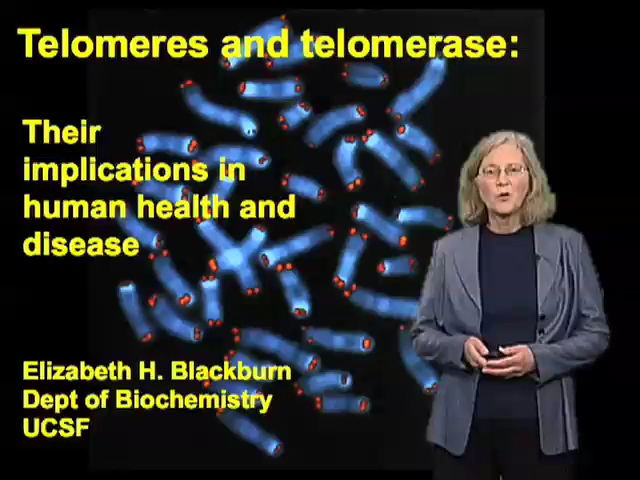 Telomeres and telomerase:
Their
implications in
human health and
disease
Elizabeth H. Blackburn
Dept of Biochemistry
UCSF